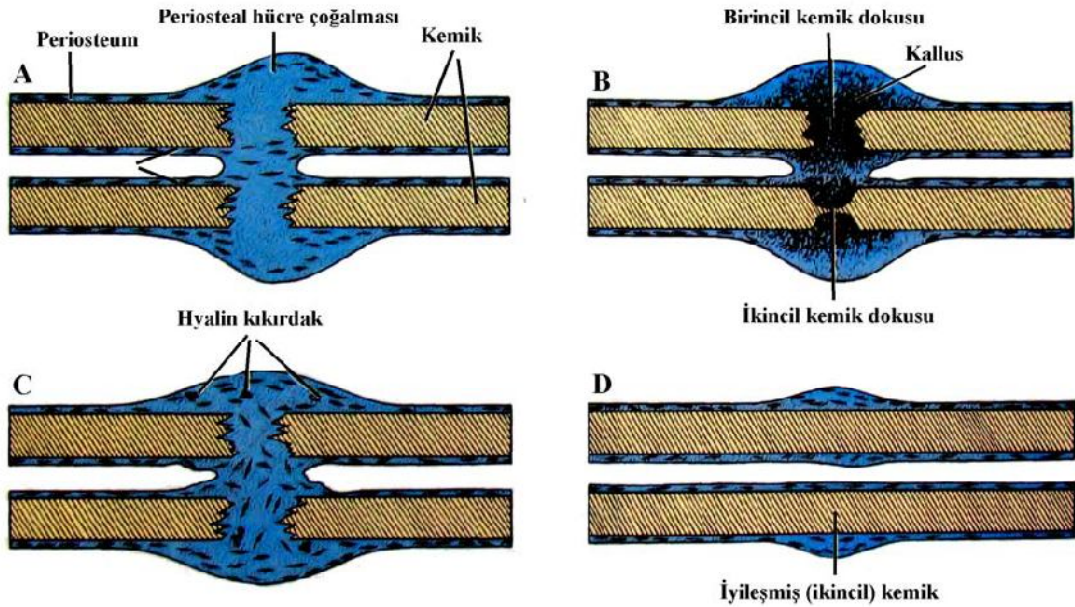 Periosteal hücre çoğalması
Periosteum
Kemik
A
Birincil kemik dokusu
Kallus
B
İkincil kemik dokusu
Hyalin kıkırdak
C
D
İyileşmiş (ikincil) kemik